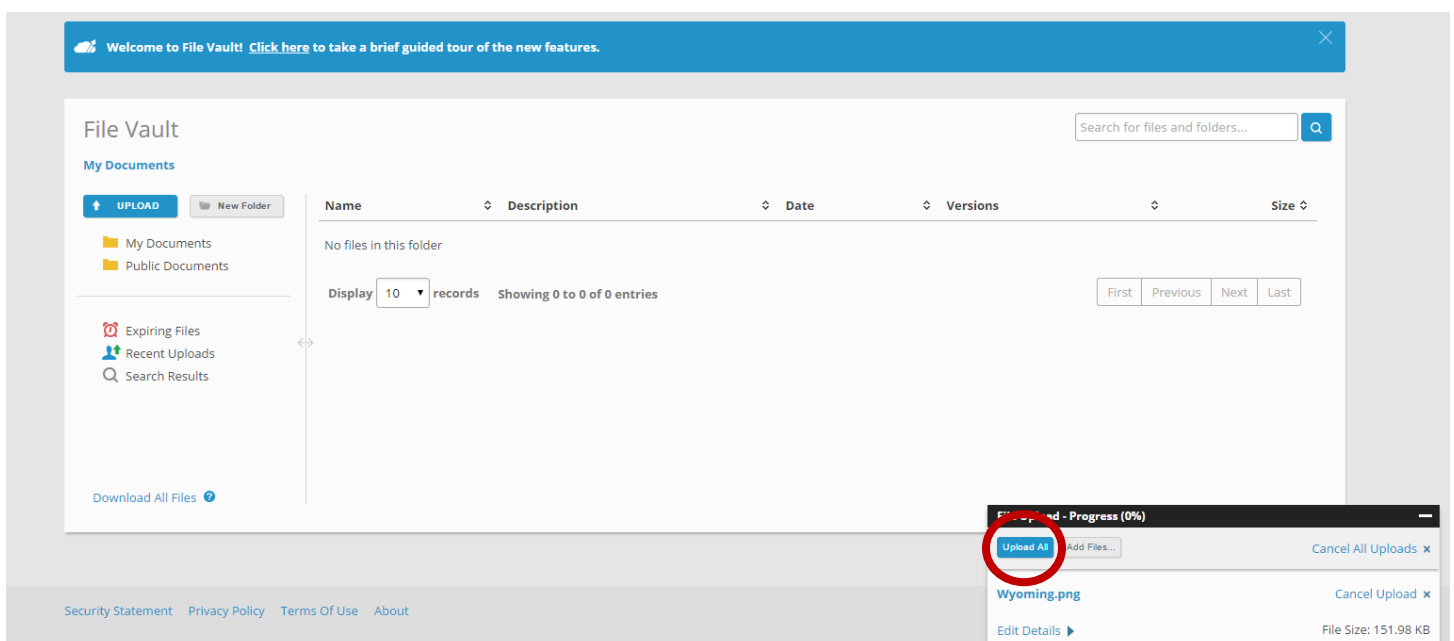 Welcome to File Vault! Click here to take a brief guided tour of the new features.
File Vault
Search for files and folders...
My Documents
UPLOAD New Folder
Name Description Date Versions Size
My Documents
Public Documents
No files in this folder
Display 10 records Showing 0 to 0 of 0 entries
First Previous Next Last
Expiring Files
Recent Uploads
Search Results
Download All Files ?
File Upload - Progress (0%)
Upload All Add Files... Cancel All Uploads ×
Wyoming.png Cancel Upload ×
Edit Details File Size: 151.98 KB
Security Statement Privacy Policy Terms Of Use About